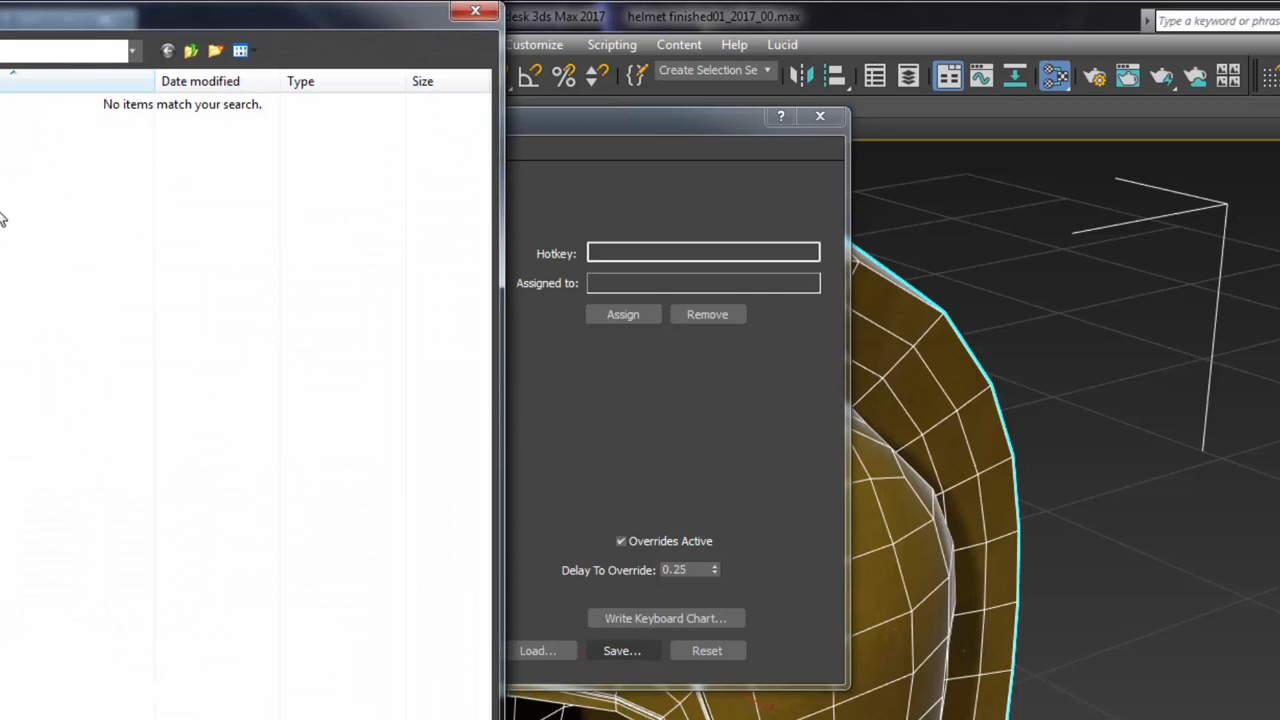 desk 3ds Max 2017 helmet finished01_2017_00.max
Type a keyword or phras
Customize Scripting Content Help Lucid
Create Selection Se
Date modified Type Size
No items match your search.
?
Hotkey:
Assigned to:
Assign Remove
Overrides Active
Delay To Override: 0.25
Write Keyboard Chart...
Load... Save... Reset